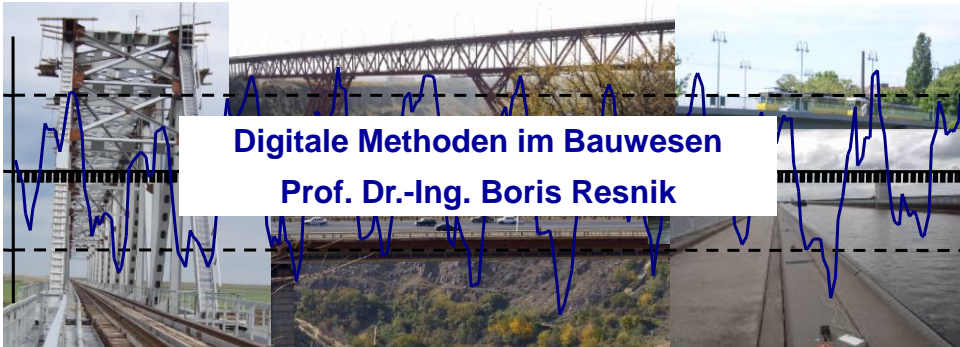 Digitale Methoden im Bauwesen
Prof. Dr.-Ing. Boris Resnik